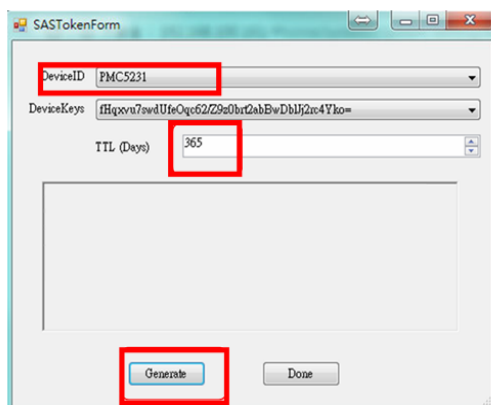 SASTokenForm
DeviceID PMC5231
DeviceKeys fHqxvu7swdUfeOqc62/Z9z0brt2abBwDblJj2rc4Yko=
TTL (Days) 365
Generate Done